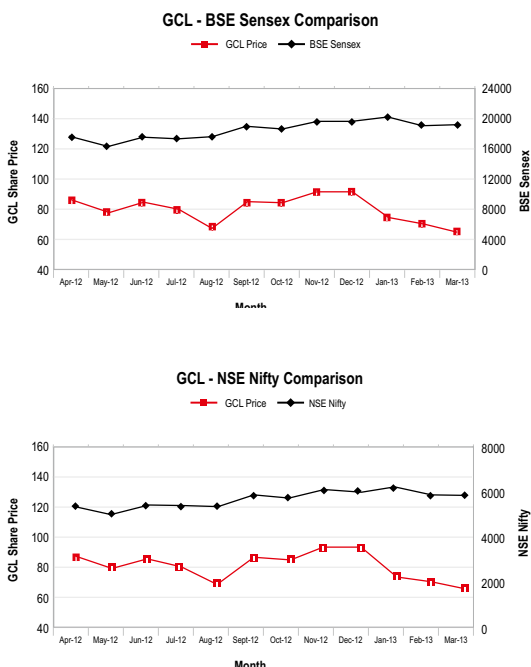 GCL - BSE Sensex Comparison
GCL Price BSE Sensex
160 24000
140 20000
120 16000
100 12000
80 8000
60 4000
40 0
GCL Share Price
BSE Sensex
Apr-12 May-12 Jun-12 Jul-12 Aug-12 Sept-12 Oct-12 Nov-12 Dec-12 Jan-13 Feb-13 Mar-13
Month
GCL - NSE Nifty Comparison
GCL Price NSE Nifty
160 8000
140
120 6000
100
80 4000
60 2000
40 0
GCL Share Price
NSE Nifty
Apr-12 May-12 Jun-12 Jul-12 Aug-12 Sept-12 Oct-12 Nov-12 Dec-12 Jan-13 Feb-13 Mar-13
Month